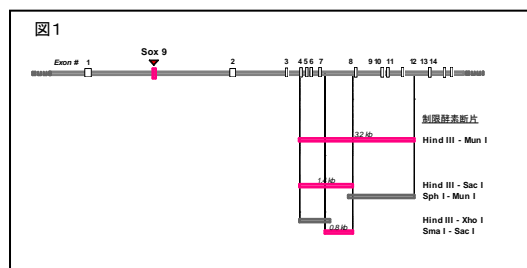 図1
Sox 9
Exon # 1 2 3 4 5 6 7 8 9 10 11 12 13 14
制限酵素断片
3.2 kb
Hind III - Mun I
1.4 kb
Hind III - Sac I
Sph I - Mun I
Hind III - Xho I
0.8 kb
Sma I - Sac I